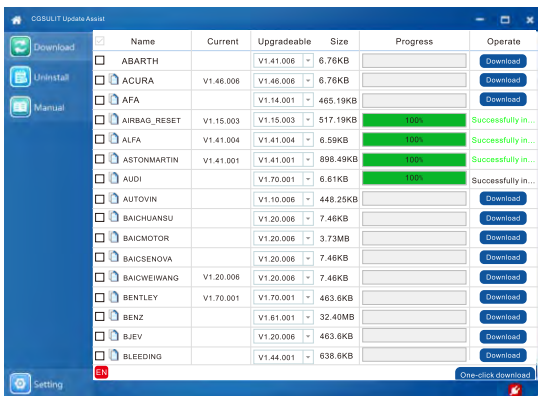 CGSULIT Update Assist
Download
Uninstall
Manual
Name Current Upgradeable Size Progress Operate
ABARTH V1.41.006 6.76KB Download
ACURA V1.46.006 V1.46.006 6.76KB Download
AFA V1.14.001 465.19KB Download
AIRBAG_RESET V1.15.003 V1.15.003 517.19KB 100% Successfully in...
ALFA V1.41.004 V1.41.004 6.59KB 100% Successfully in...
ASTONMARTIN V1.41.001 V1.41.001 898.49KB 100% Successfully in...
AUDI V1.70.001 6.61KB 100% Successfully in...
AUTOVIN V1.10.006 448.25KB Download
BAICHUANSU V1.20.006 7.46KB Download
BAICMOTOR V1.20.006 3.73MB Download
BAICSENOVA V1.20.006 7.46KB Download
BAICWEIWANG V1.20.006 V1.20.006 7.46KB Download
BENTLEY V1.70.001 V1.70.001 463.6KB Download
BENZ V1.61.001 32.40MB Download
BJEV V1.20.006 463.6KB Download
BLEEDING V1.44.001 638.6KB Download
EN
One-click download
Setting